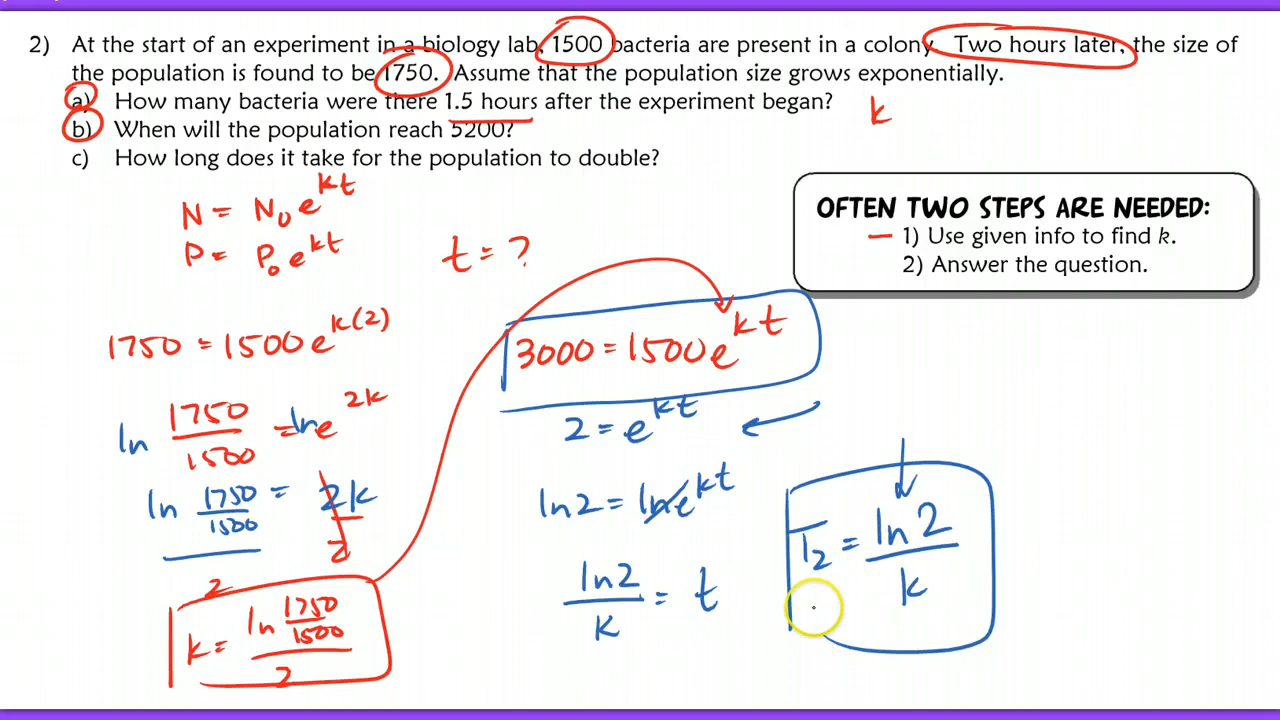 2) At the start of an experiment in a biology lab, 1500 bacteria are present in a colony. Two hours later, the size of
the population is found to be 1750. Assume that the population size grows exponentially.
a) How many bacteria were there 1.5 hours after the experiment began?
k
b) When will the population reach 5200?
c) How long does it take for the population to double?
N = N₀e^kt
P = P₀e^kt
t = ?
OFTEN TWO STEPS ARE NEEDED:
1) Use given info to find k.
2) Answer the question.
1750 = 1500e^k(2)
3000 = 1500e^kt
ln 1750/1500 = ln e^2k
2 = e^kt
ln 1750/1500 = 2k
2 2
ln2 = ln e^kt
T₂ = ln 2/k
ln2/k = t
k = ln 1750/1500 / 2